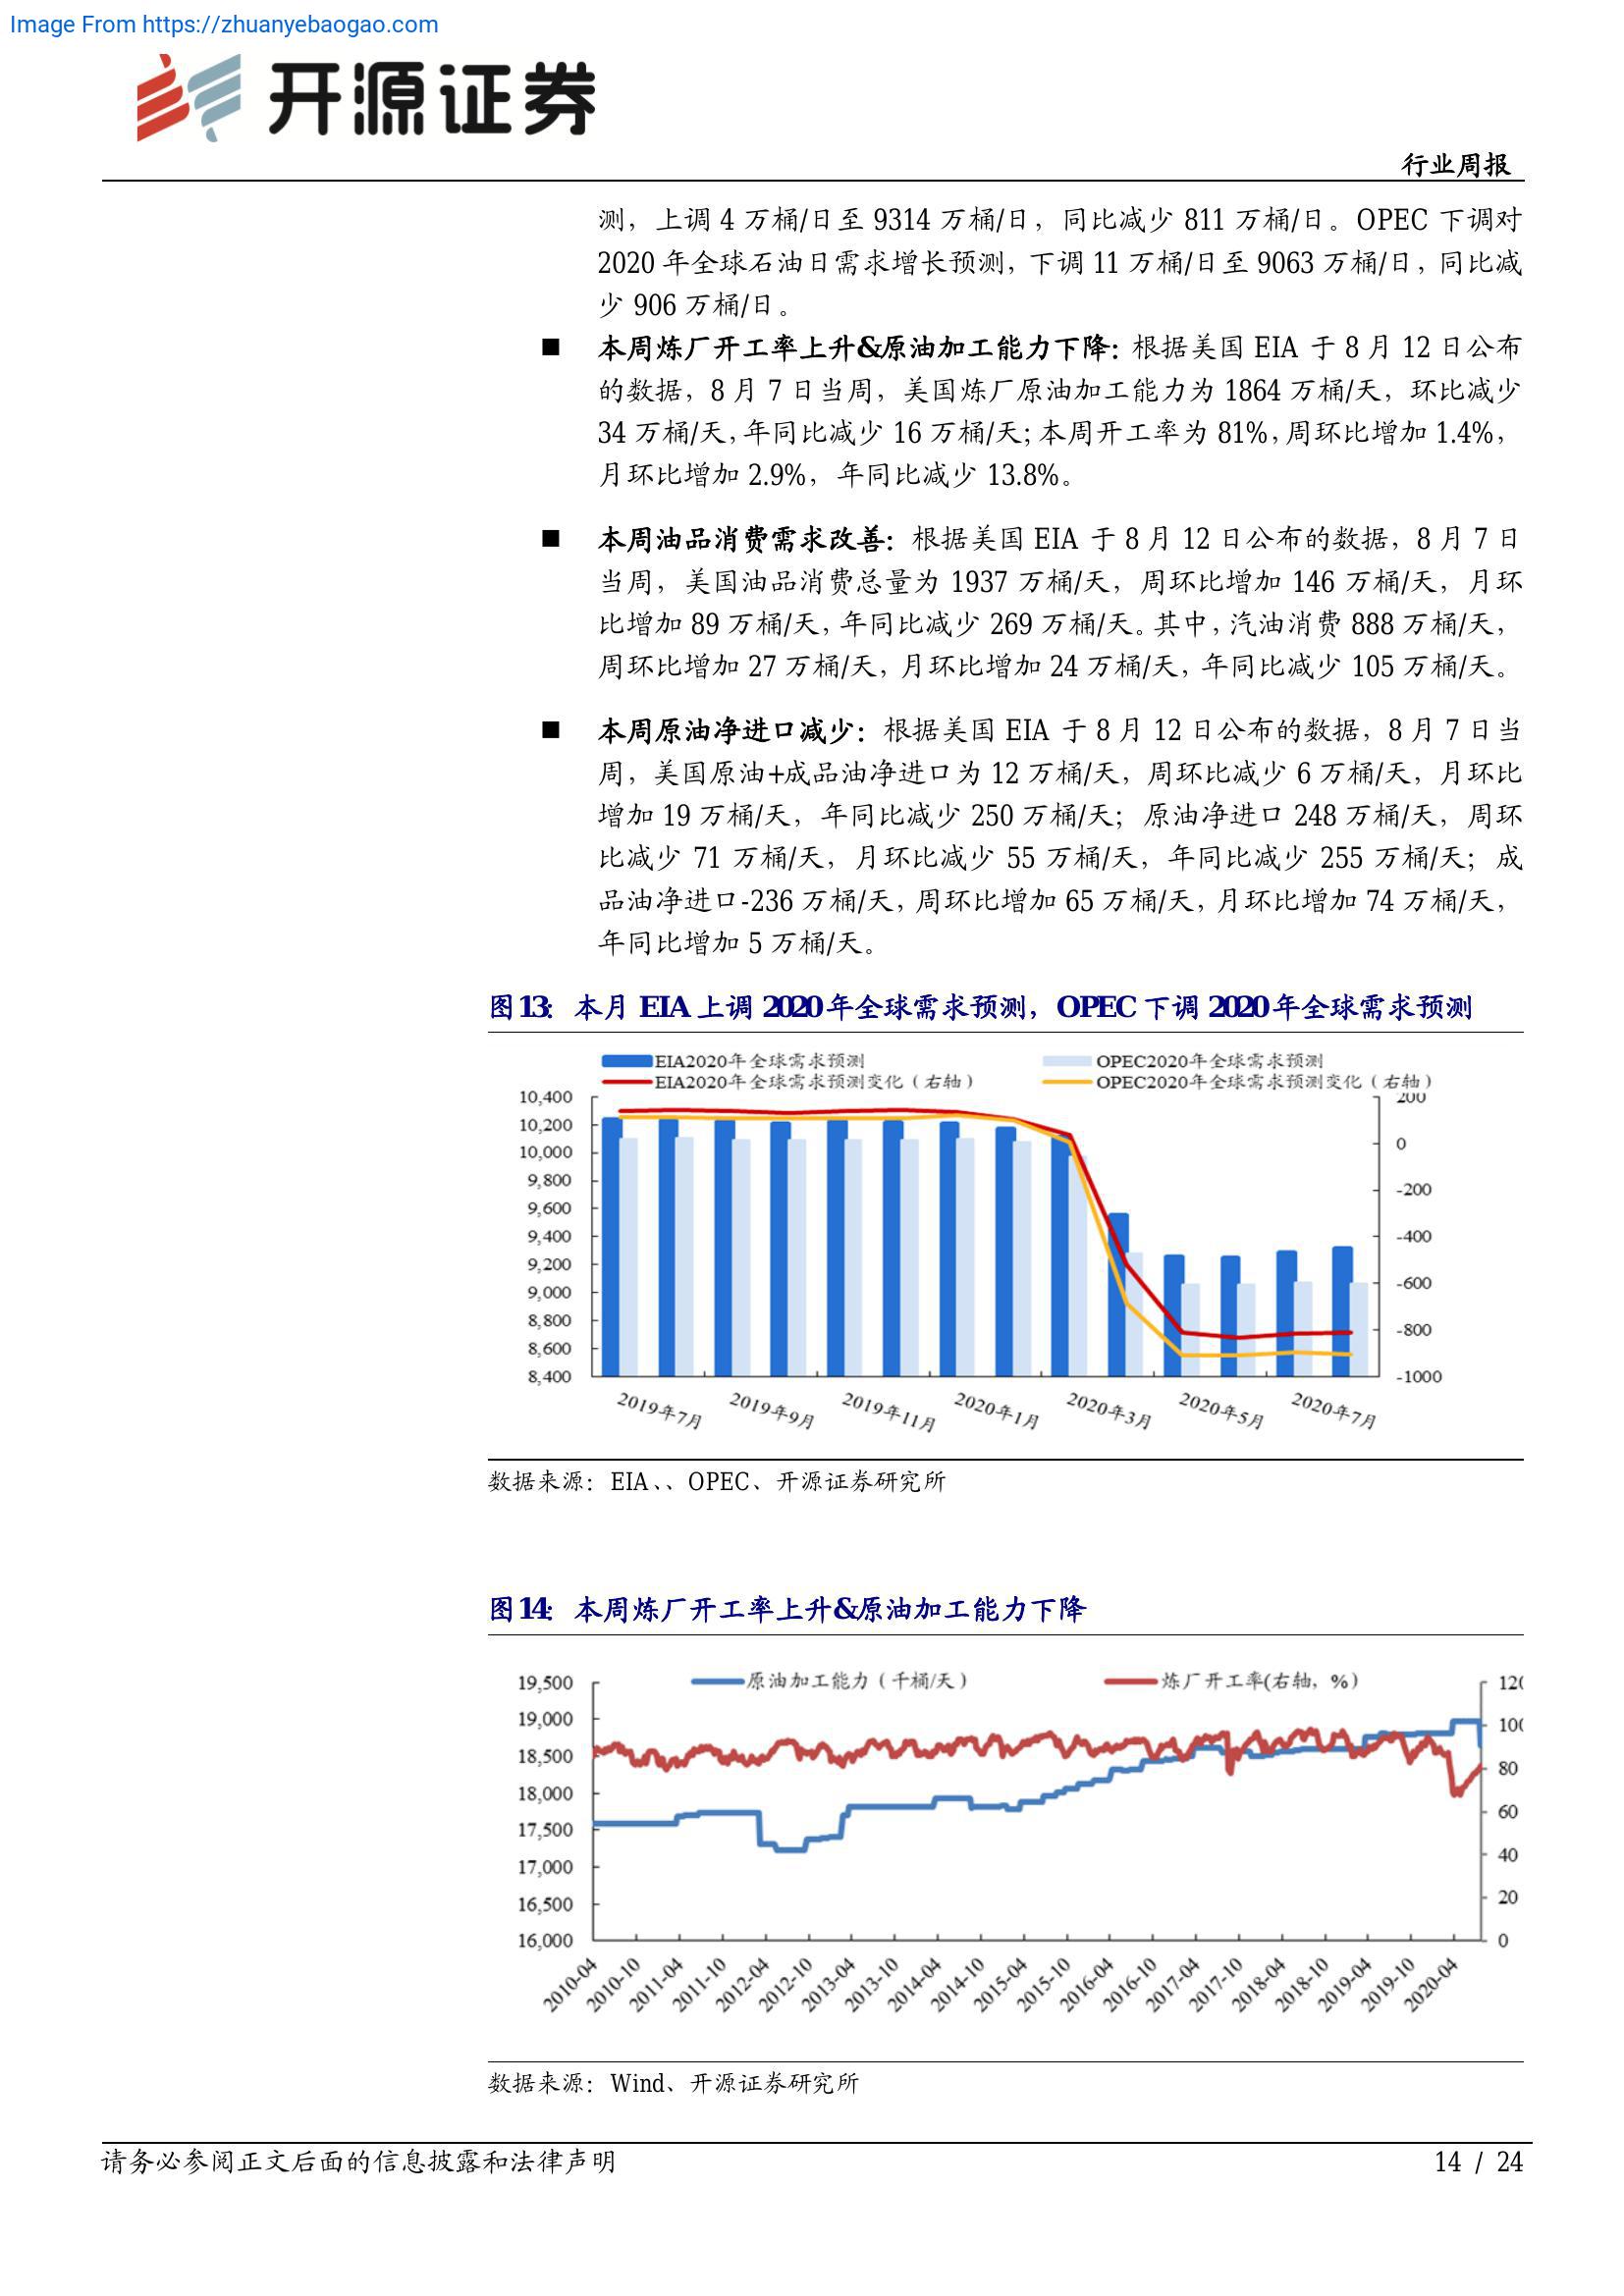 Image From https://zhuanyebaogao.com
开源证券
行业周报
测，上调 4 万桶/日至 9314 万桶/日，同比减少 811 万桶/日。OPEC 下调对
2020 年全球石油日需求增长预测，下调 11 万桶/日至 9063 万桶/日，同比减
少 906 万桶/日。
■ 本周炼厂开工率上升&原油加工能力下降：根据美国 EIA 于 8 月 12 日公布
的数据，8 月 7 日当周，美国炼厂原油加工能力为 1864 万桶/天，环比减少
34 万桶/天，年同比减少 16 万桶/天；本周开工率为 81%，周环比增加 1.4%，
月环比增加 2.9%，年同比减少 13.8%。
■ 本周油品消费需求改善：根据美国 EIA 于 8 月 12 日公布的数据，8 月 7 日
当周，美国油品消费总量为 1937 万桶/天，周环比增加 146 万桶/天，月环
比增加 89 万桶/天，年同比减少 269 万桶/天。其中，汽油消费 888 万桶/天，
周环比增加 27 万桶/天，月环比增加 24 万桶/天，年同比减少 105 万桶/天。
■ 本周原油净进口减少：根据美国 EIA 于 8 月 12 日公布的数据，8 月 7 日当
周，美国原油+成品油净进口为 12 万桶/天，周环比减少 6 万桶/天，月环比
增加 19 万桶/天，年同比减少 250 万桶/天；原油净进口 248 万桶/天，周环
比减少 71 万桶/天，月环比减少 55 万桶/天，年同比减少 255 万桶/天；成
品油净进口-236 万桶/天，周环比增加 65 万桶/天，月环比增加 74 万桶/天，
年同比增加 5 万桶/天。
图13：本月 EIA 上调 2020 年全球需求预测，OPEC 下调 2020 年全球需求预测
EIA2020年全球需求预测 OPEC2020年全球需求预测
EIA2020年全球需求预测变化（右轴） OPEC2020年全球需求预测变化（右轴）
10,400 200
10,200
10,000 0
9,800
9,600 -200
9,400 -400
9,200
9,000 -600
8,800 -800
8,600
8,400 -1000
2019年7月 2019年9月 2019年11月 2020年1月 2020年3月 2020年5月 2020年7月
数据来源：EIA、、OPEC、开源证券研究所
图14：本周炼厂开工率上升&原油加工能力下降
原油加工能力（千桶/天） 炼厂开工率(右轴，%)
19,500 120
19,000 100
18,500 80
18,000
17,500 60
17,000 40
16,500 20
16,000 0
2010-04 2010-10 2011-04 2011-10 2012-04 2012-10 2013-04 2013-10 2014-04 2014-10 2015-04 2015-10 2016-04 2016-10 2017-04 2017-10 2018-04 2018-10 2019-04 2019-10 2020-04
数据来源：Wind、开源证券研究所
请务必参阅正文后面的信息披露和法律声明 14 / 24